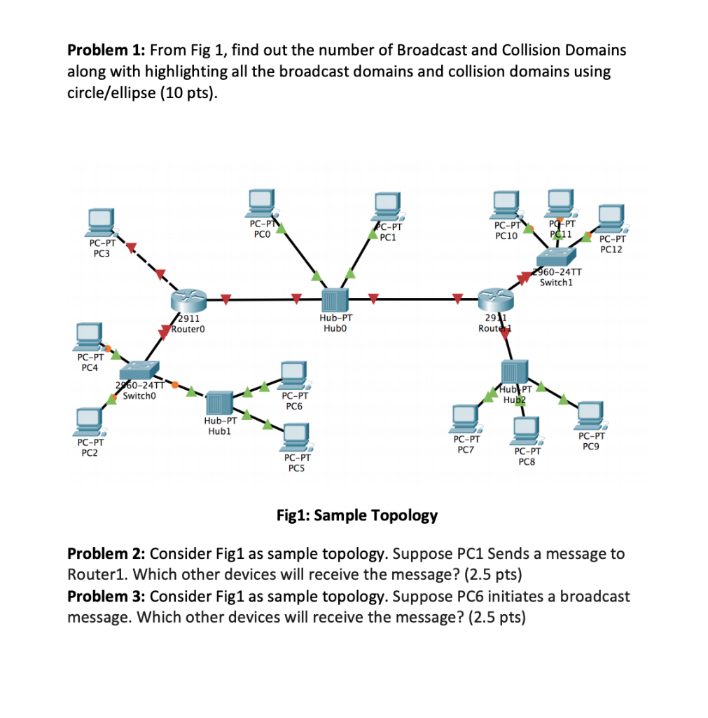 Problem 1: From Fig 1, find out the number of Broadcast and Collision Domains
along with highlighting all the broadcast domains and collision domains using
circle/ellipse (10 pts).
PC-PT
PC3
PC-PT
PC0
PC-PT
PC1
PC-PT
PC10
PC-PT
PC11
PC-PT
PC12
2960-24TT
Switch1
2911
Router0
Hub-PT
Hub0
2911
Router1
PC-PT
PC4
2960-24TT
Switch0
PC-PT
PC6
Hub-PT
Hub2
Hub-PT
Hub1
PC-PT
PC2
PC-PT
PC5
PC-PT
PC7
PC-PT
PC8
PC-PT
PC9
Fig1: Sample Topology
Problem 2: Consider Fig1 as sample topology. Suppose PC1 Sends a message to
Router1. Which other devices will receive the message? (2.5 pts)
Problem 3: Consider Fig1 as sample topology. Suppose PC6 initiates a broadcast
message. Which other devices will receive the message? (2.5 pts)